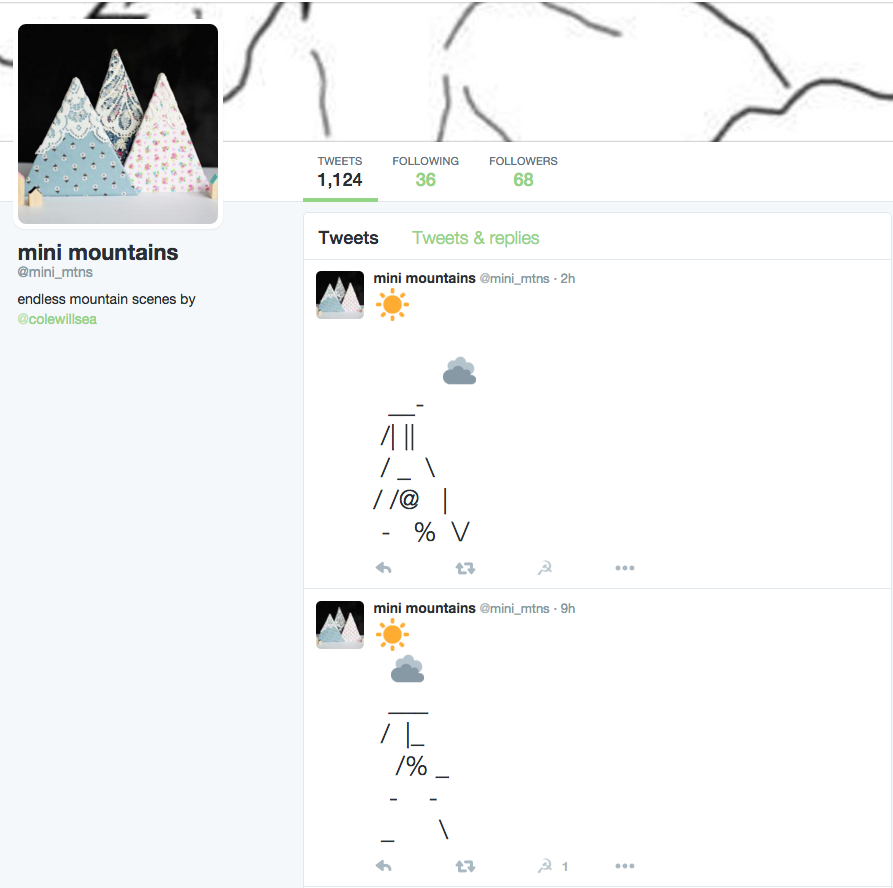 TWEETS FOLLOWING FOLLOWERS
1,124 36 68
mini mountains
@mini_mtns
endless mountain scenes by
@colewillsea
Tweets Tweets & replies
mini mountains @mini_mtns · 2h
__-
/| ||
/ _ \
/ /@ |
- % \/
mini mountains @mini_mtns · 9h
___
/ |_
/% _
- -
_ \
1